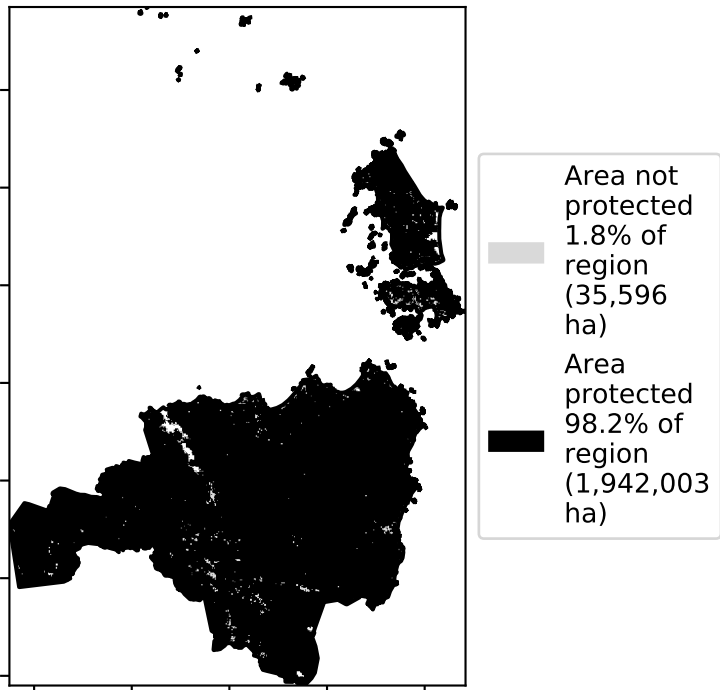 Area not
protected
1.8% of
region
(35,596
ha)
Area
protected
98.2% of
region
(1,942,003
ha)